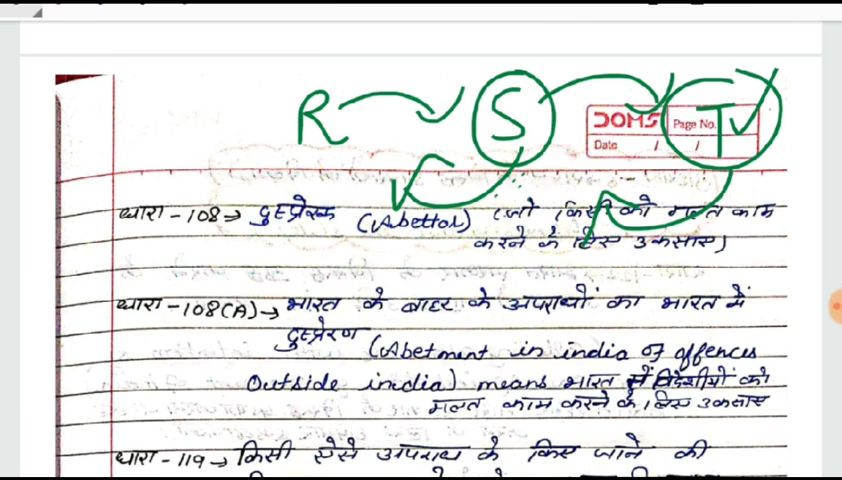 R S T
DOMS Page No.
Date / /
धारा -108→ दुष्प्रेरक (Abettor) (जो किसी को गलत काम
करने के लिए उकसाए)
धारा -108(A)→ भारत के बाहर के अपराधों का भारत में
दुष्प्रेरण (Abetment in india of offences
Outside india) means भारत में विदेशीयों को
गलत काम करने के लिए उकसाए
धारा -119→ किसी ऐसे अपराध के किए जाने की